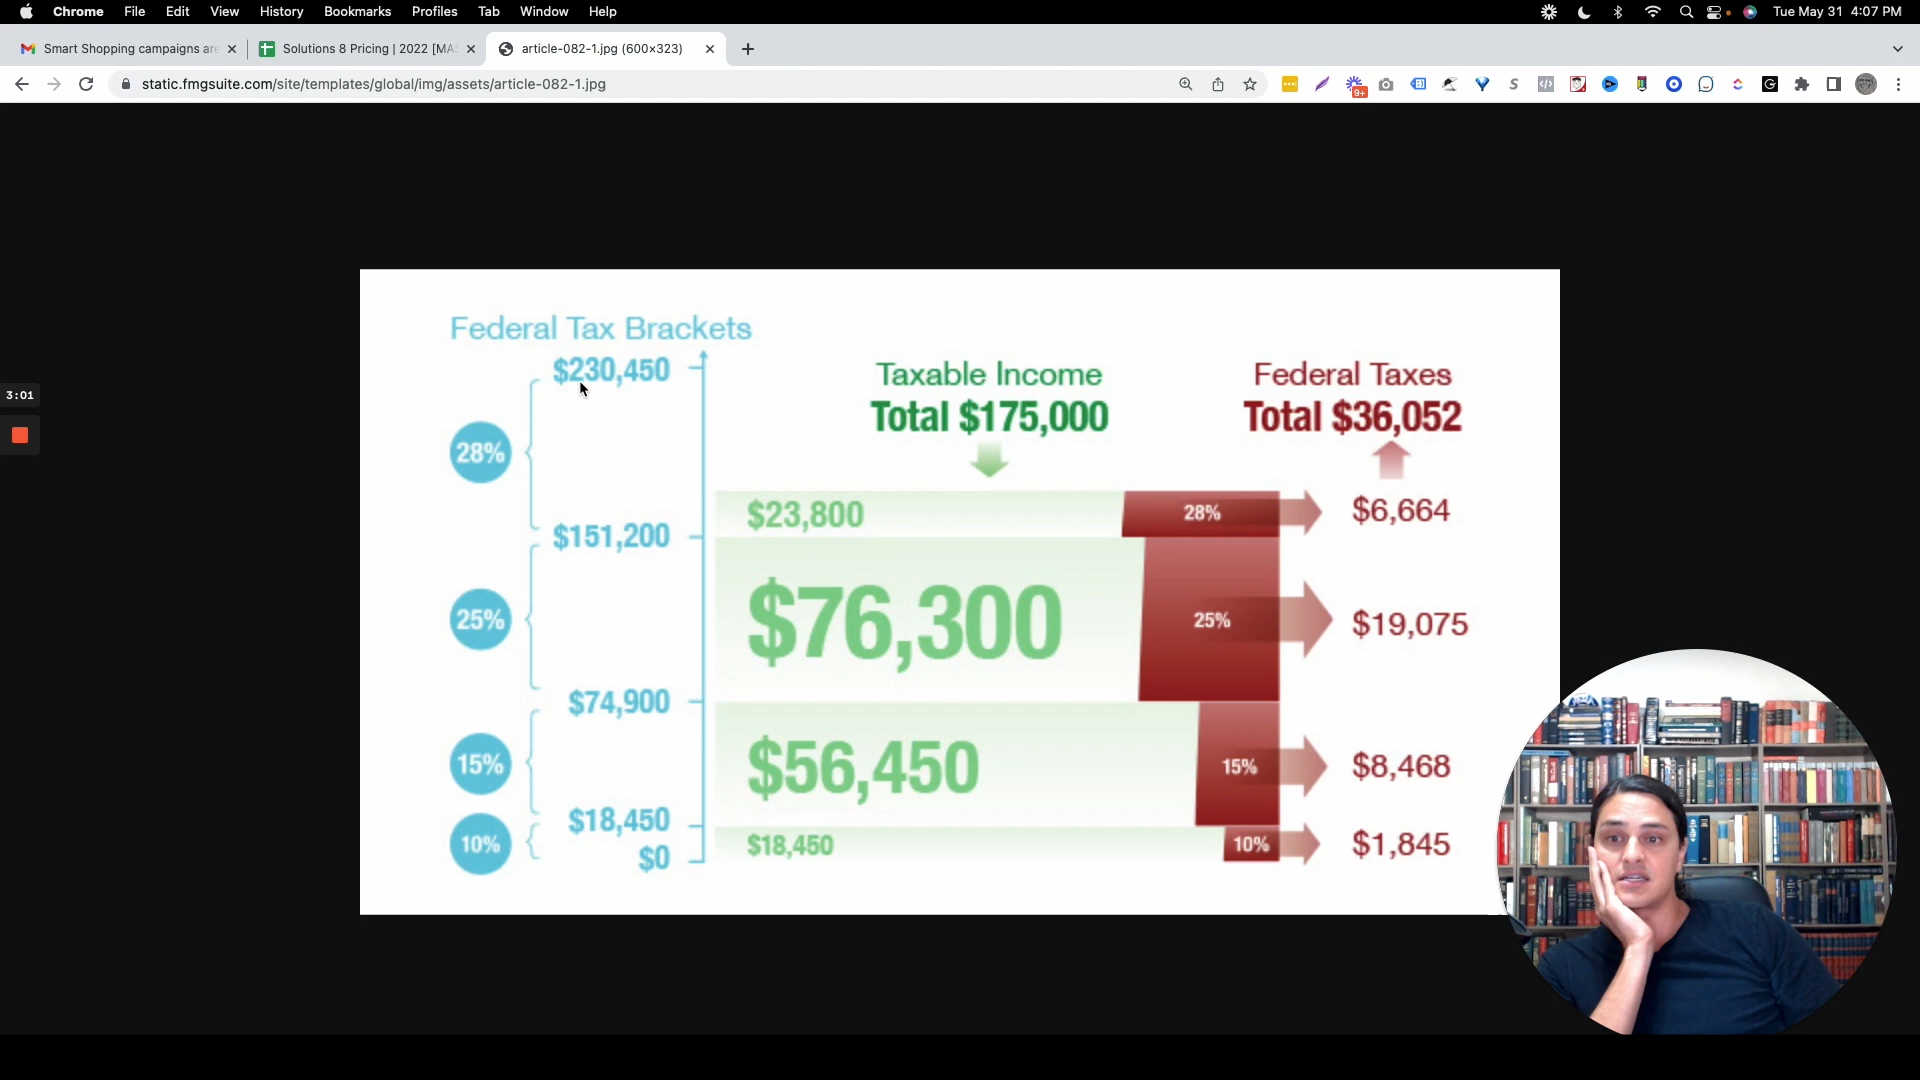 Chrome File Edit View History Bookmarks Profiles Tab Window Help Tue May 31 4:07 PM
Smart Shopping campaigns are Solutions 8 Pricing | 2022 [MAS article-082-1.jpg (600×323)
static.fmgsuite.com/site/templates/global/img/assets/article-082-1.jpg
9+
3:01
Federal Tax Brackets
$230,450
28%
$151,200
25%
$74,900
15%
$18,450
10%
$0
Taxable Income
Total $175,000
$23,800
$76,300
$56,450
$18,450
28%
25%
15%
10%
Federal Taxes
Total $36,052
$6,664
$19,075
$8,468
$1,845